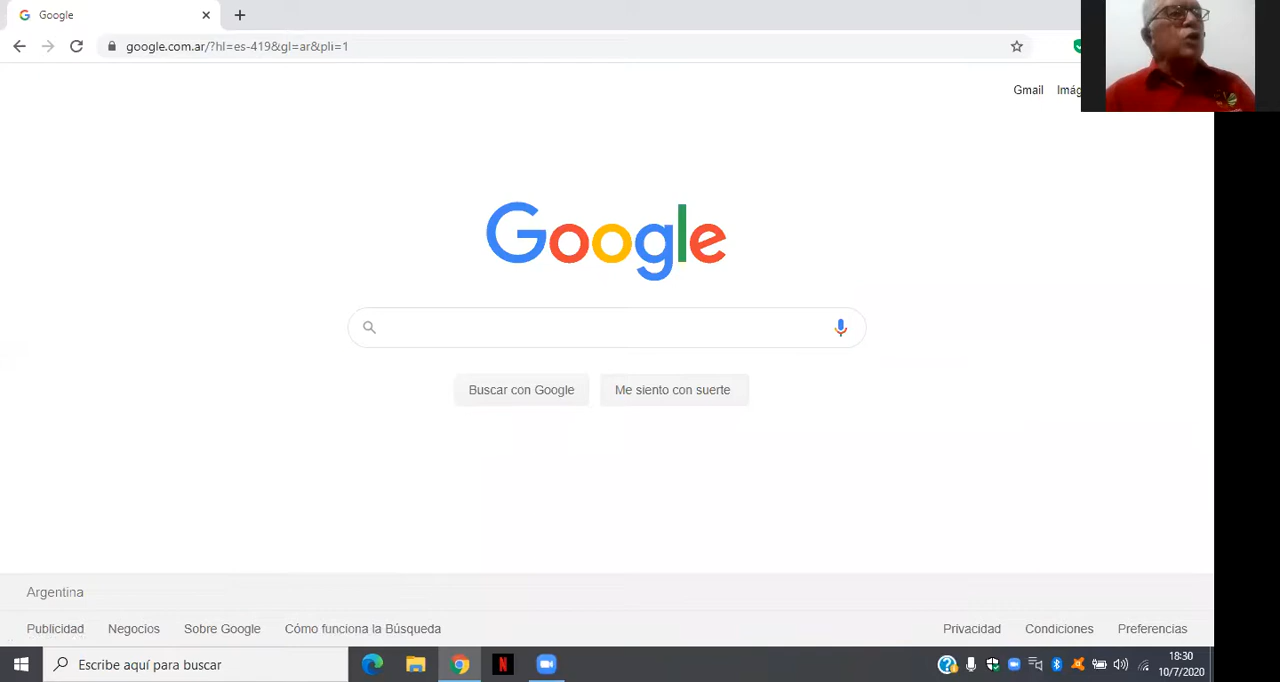 Google
google.com.ar/?hl=es-419&gl=ar&pli=1
Gmail
Google
Buscar con Google
Me siento con suerte
Argentina
Publicidad Negocios Sobre Google Cómo funciona la Búsqueda
Privacidad Condiciones Preferencias
Escribe aquí para buscar
18:30
10/7/2020